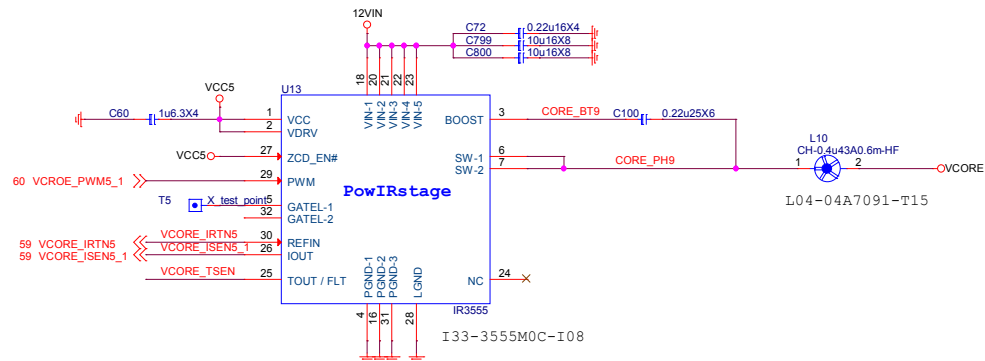 12VIN
C72 0.22u16X4
C799 10u16X8
C800 10u16X8
18 20 21 22 23
VCC5
U13
C60 1u6.3X4
1 VCC VIN-1 VIN-2 VIN-3 VIN-4 VIN-5 BOOST 3 CORE_BT9 C100 0.22u25X6
2 VDRV
L10
CH-0.4u43A0.6m-HF
VCC5 27 ZCD_EN# SW-1 6
SW-2 7 CORE_PH9 1 2 VCORE
60 VCROE_PWM5_1 29 PWM
PowIRstage
L04-04A7091-T15
T5 X_test_point 5 GATEL-1
32 GATEL-2
59 VCORE_IRTN5 VCORE_IRTN5 30 REFIN
59 VCORE_ISEN5_1 VCORE_ISEN5_1 26 IOUT
VCORE_TSEN 25 TOUT / FLT PGND-1 PGND-2 PGND-3 LGND NC 24
IR3555
4 16 31 28
I33-3555M0C-I08